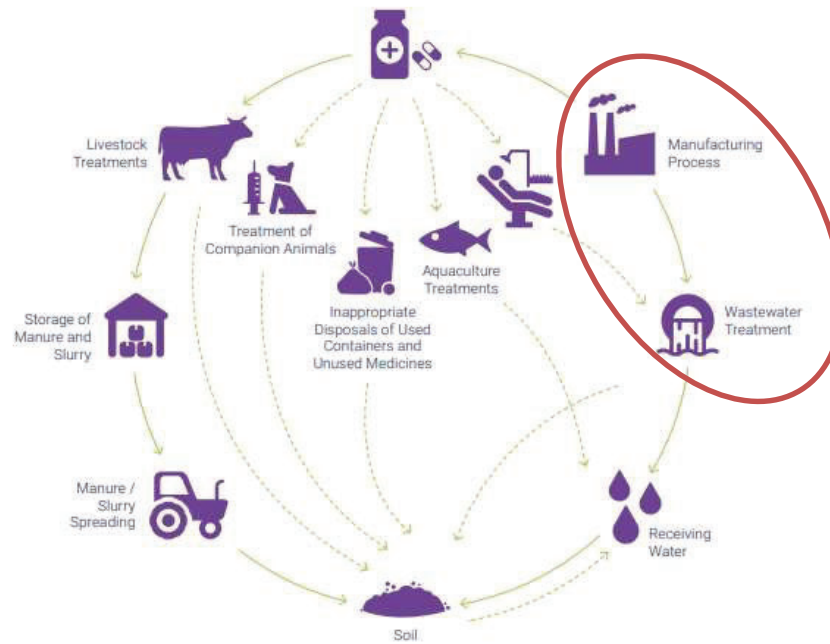 Livestock
Treatments
Manufacturing
Process
Treatment of
Companion Animals
Aquaculture
Treatments
Inappropriate
Disposals of Used
Containers and
Unused Medicines
Storage of
Manure and
Slurry
Wastewater
Treatment
Manure /
Slurry
Spreading
Receiving
Water
Soil